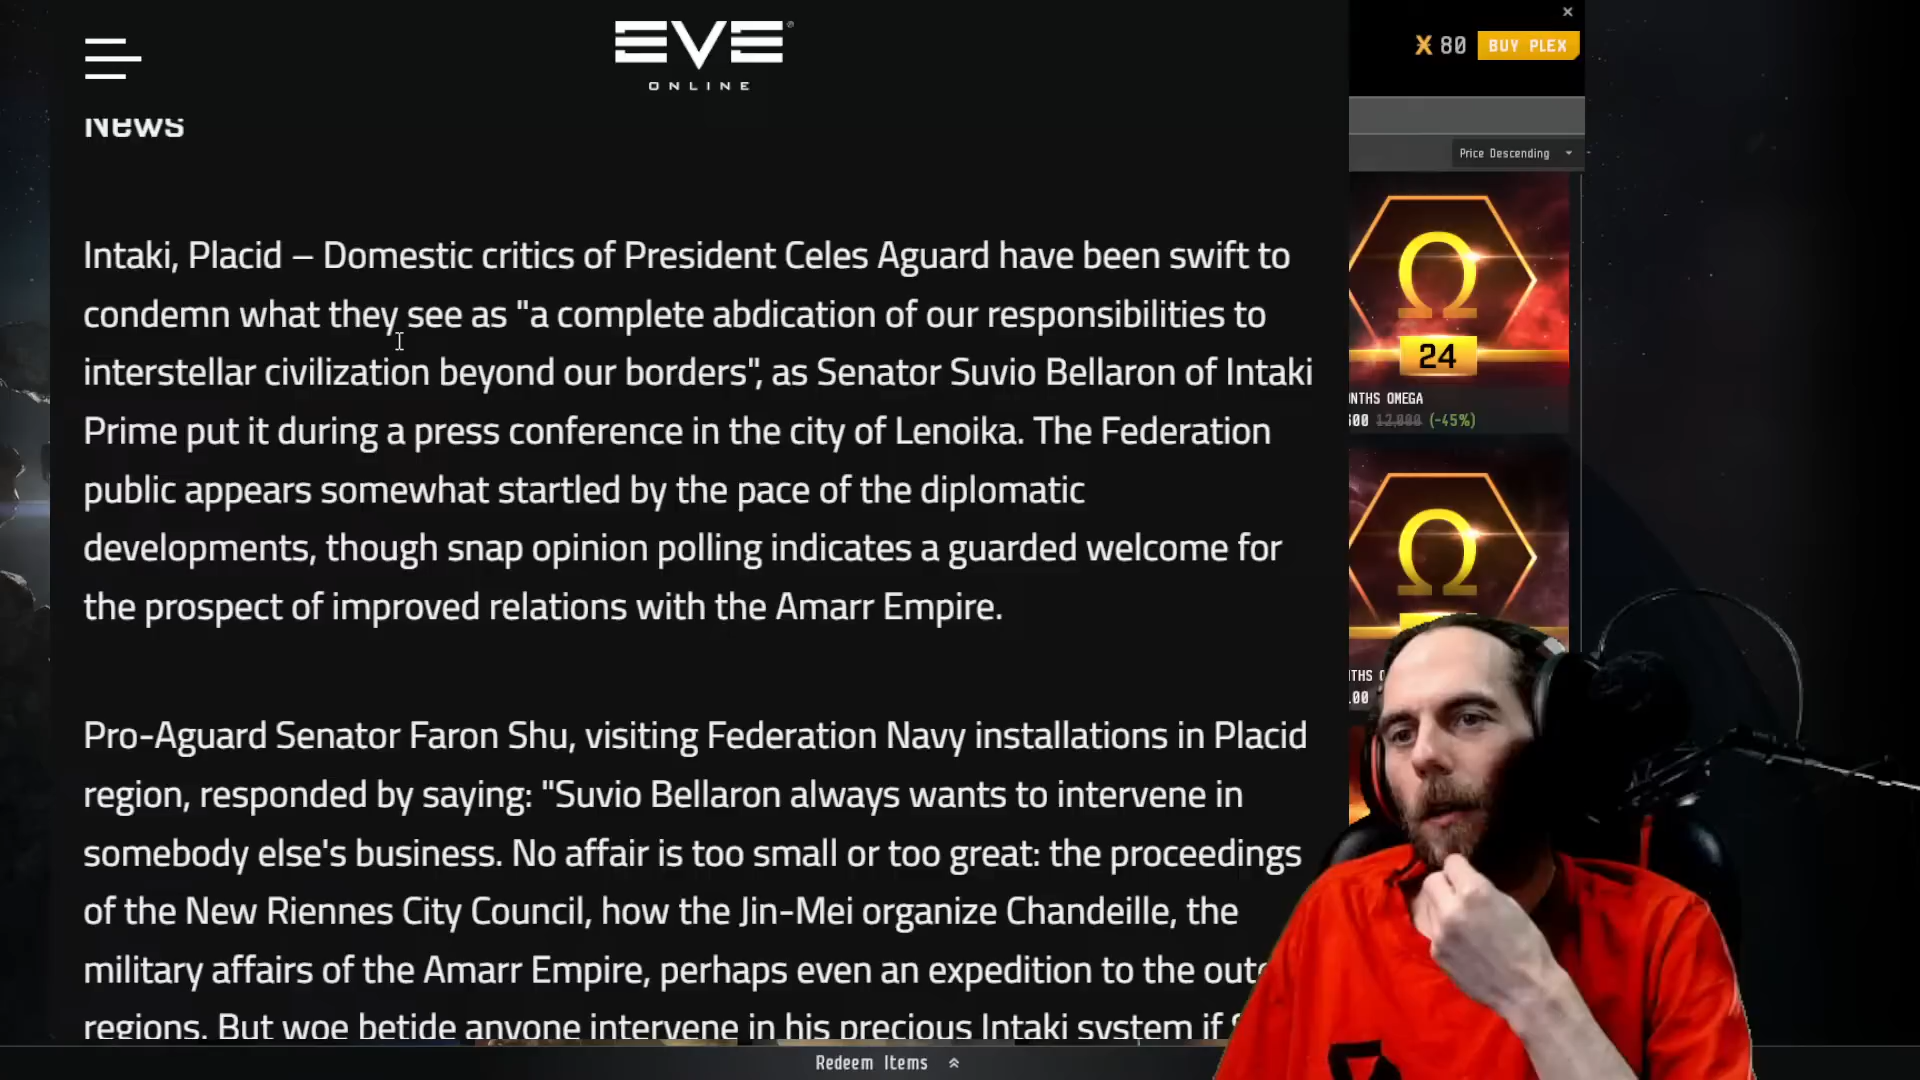 EVE
ONLINE
80
BUY PLEX
News
Price Descending
Intaki, Placid – Domestic critics of President Celes Aguard have been swift to
condemn what they see as "a complete abdication of our responsibilities to
interstellar civilization beyond our borders", as Senator Suvio Bellaron of Intaki
Prime put it during a press conference in the city of Lenoika. The Federation
public appears somewhat startled by the pace of the diplomatic
developments, though snap opinion polling indicates a guarded welcome for
the prospect of improved relations with the Amarr Empire.
Pro-Aguard Senator Faron Shu, visiting Federation Navy installations in Placid
region, responded by saying: "Suvio Bellaron always wants to intervene in
somebody else's business. No affair is too small or too great: the proceedings
of the New Riennes City Council, how the Jin-Mei organize Chandeille, the
military affairs of the Amarr Empire, perhaps even an expedition to the
regions. But woe betide anyone intervene in his precious Intaki system if
Ω
24
OMEGA
12,000 (-45%)
Ω
Redeem Items